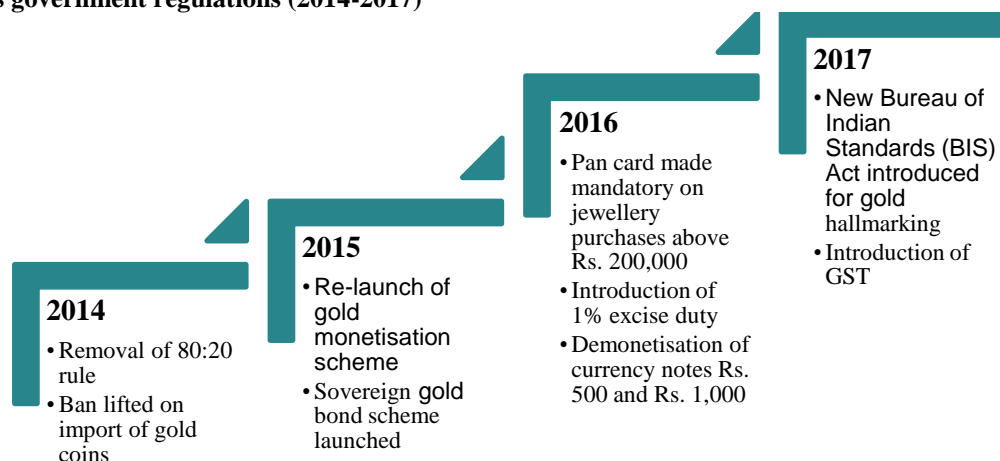 s government regulations (2014-2017)
2014
• Removal of 80:20
rule
• Ban lifted on
import of gold
coins
2015
• Re-launch of
gold
monetisation
scheme
• Sovereign gold
bond scheme
launched
2016
• Pan card made
mandatory on
jewellery
purchases above
Rs. 200,000
• Introduction of
1% excise duty
• Demonetisation of
currency notes Rs.
500 and Rs. 1,000
2017
• New Bureau of
Indian
Standards (BIS)
Act introduced
for gold
hallmarking
• Introduction of
GST